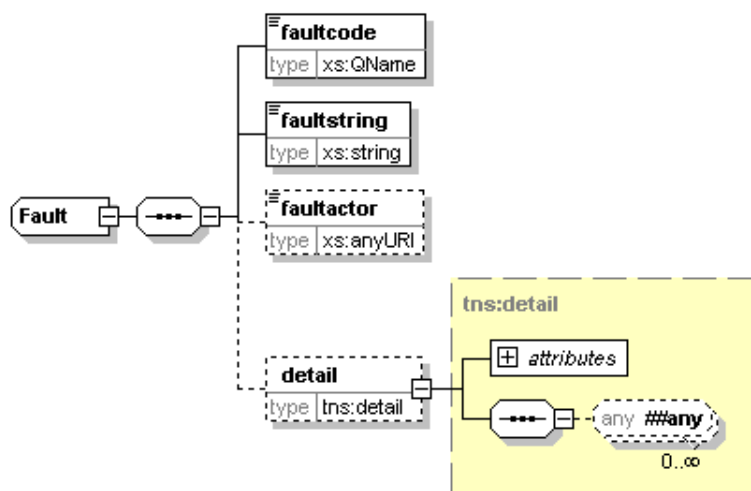 faultcode
type xs:QName
faultstring
type xs:string
Fault
faultactor
type xs:anyURI
tns:detail
attributes
detail
type tns:detail
any ##any
0..∞